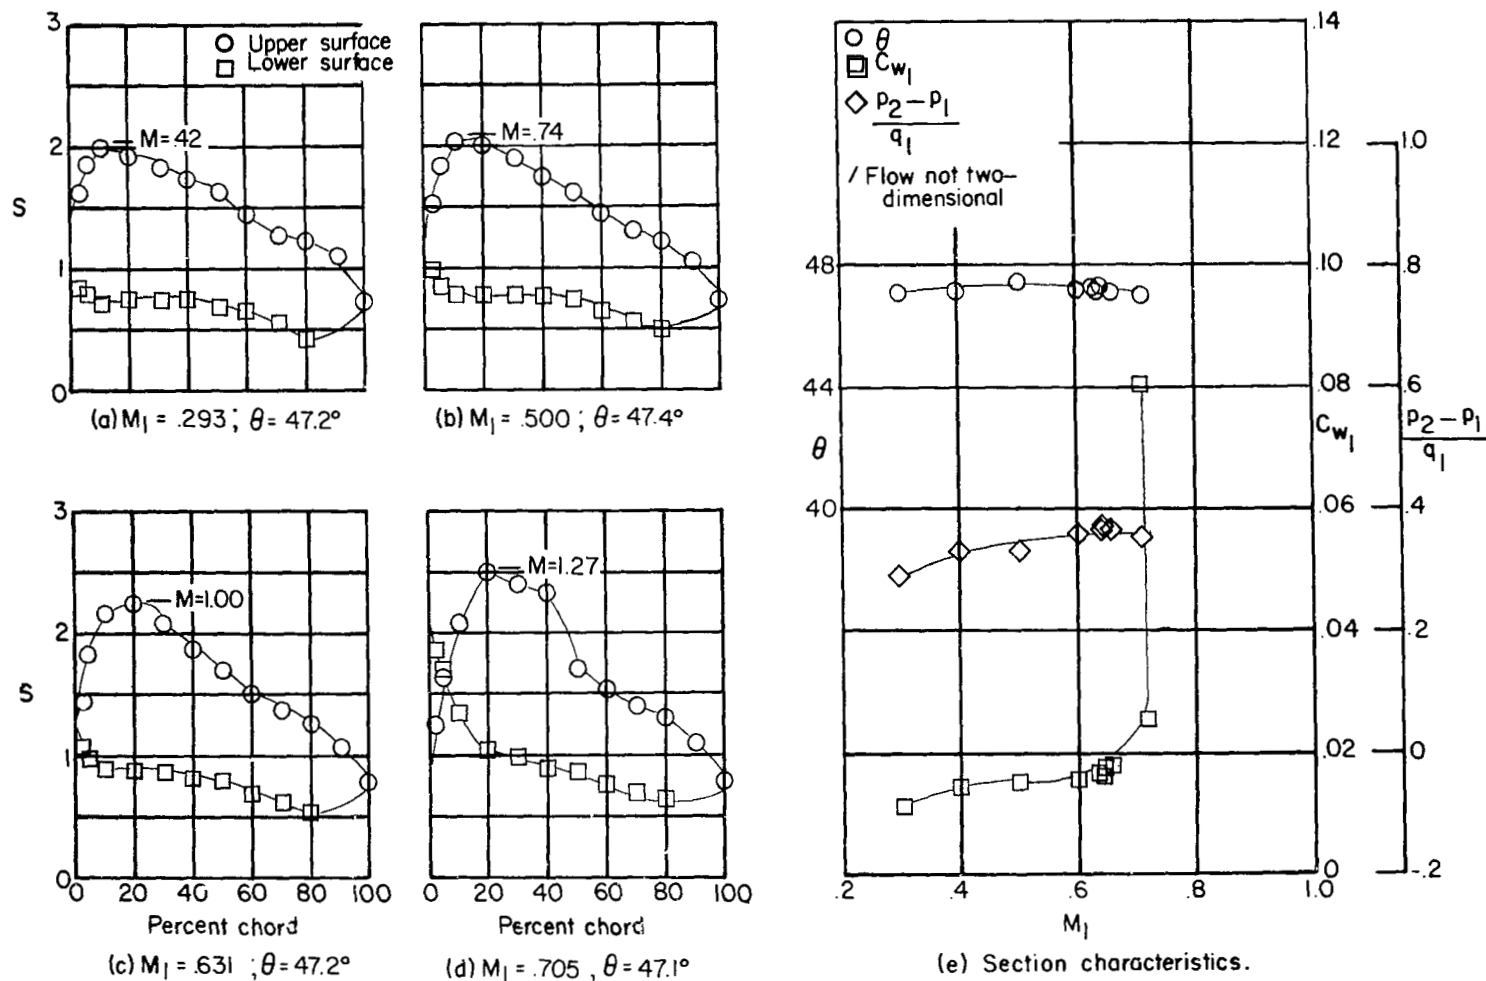 3
2
S
1
0
○ Upper surface
□ Lower surface
M=.42
(a) M₁ = .293 ; θ = 47.2°
M=.74
(b) M₁ = .500 ; θ = 47.4°
3
2
S
1
0
M=1.00
0 20 40 60 80 100
Percent chord
(c) M₁ = .631 ; θ = 47.2°
M=1.27
0 20 40 60 80 100
Percent chord
(d) M₁ = .705 , θ = 47.1°
○ θ
□ C_w₁
◇ p₂ – p₁
q₁
/ Flow not two–
dimensional
48
44
θ
40
.14
.12
.10
.08
C_w₁
.06
.04
.02
.0
1.0
.8
.6
p₂ – p₁
q₁
.4
.2
0
-.2
.2 .4 .6 .8 1.0
M₁
(e) Section characteristics.